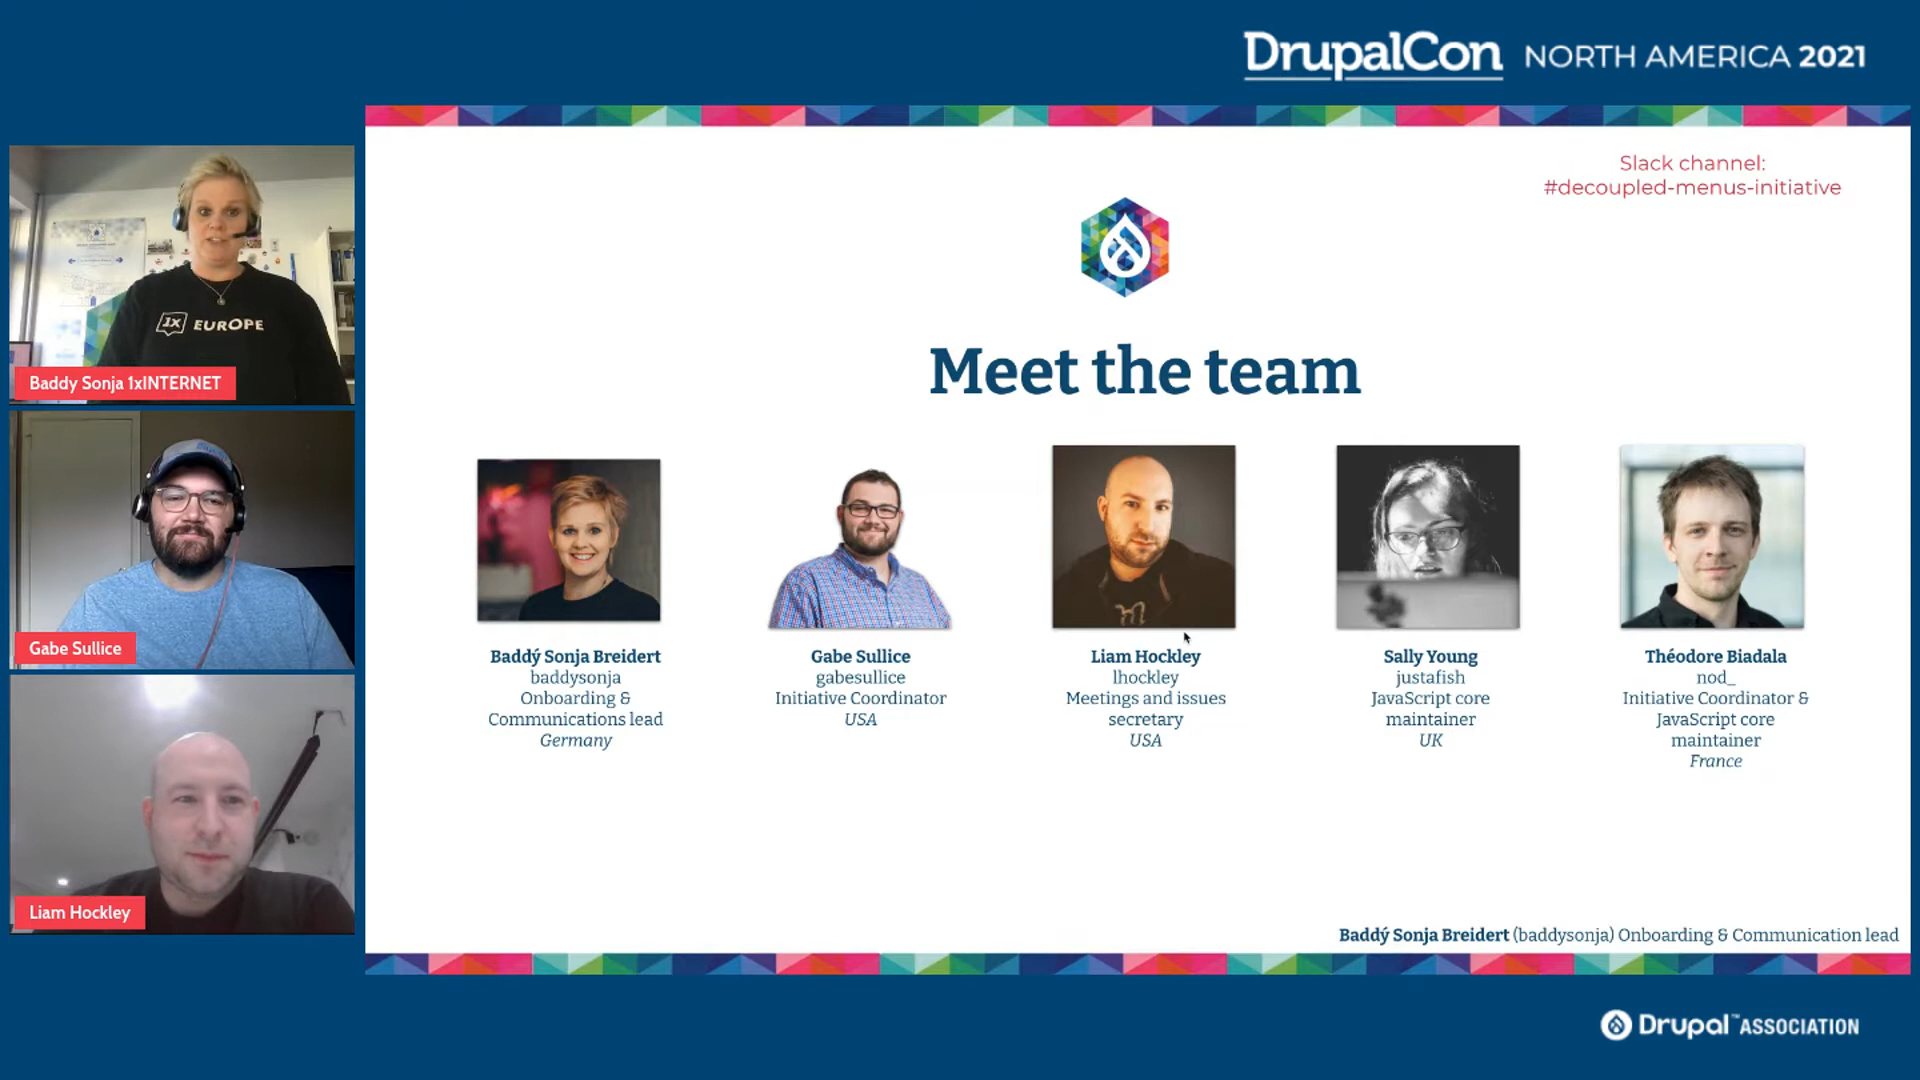 DrupalCon NORTH AMERICA 2021
Slack channel:
#decoupled-menus-initiative
Meet the team
1x EUROPE
Baddy Sonja 1xINTERNET
Gabe Sullice
Liam Hockley
Baddý Sonja Breidert
baddysonja
Onboarding &
Communications lead
Germany
Gabe Sullice
gabesullice
Initiative Coordinator
USA
Liam Hockley
lhockley
Meetings and issues
secretary
USA
Sally Young
justafish
JavaScript core
maintainer
UK
Théodore Biadala
nod_
Initiative Coordinator &
JavaScript core
maintainer
France
Baddý Sonja Breidert (baddysonja) Onboarding & Communication lead
Drupal™ ASSOCIATION